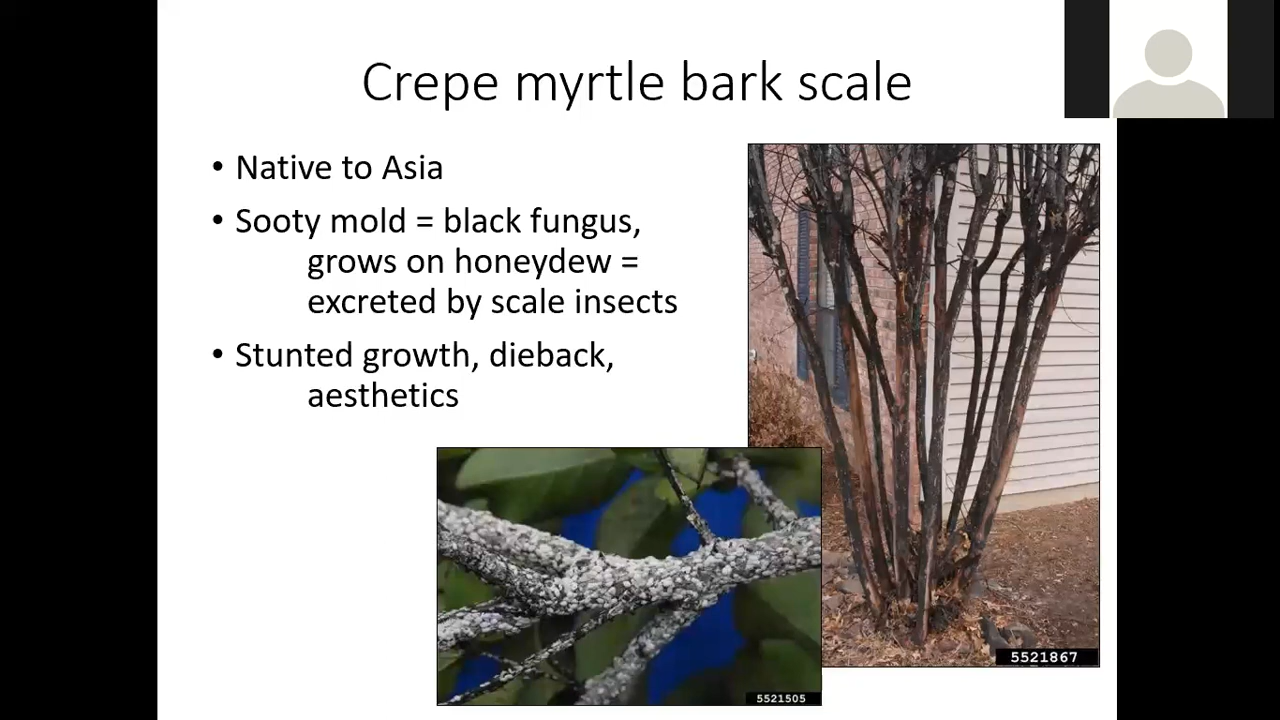 Crepe myrtle bark scale
• Native to Asia
• Sooty mold = black fungus,
grows on honeydew =
excreted by scale insects
• Stunted growth, dieback,
aesthetics
5521867
5521505